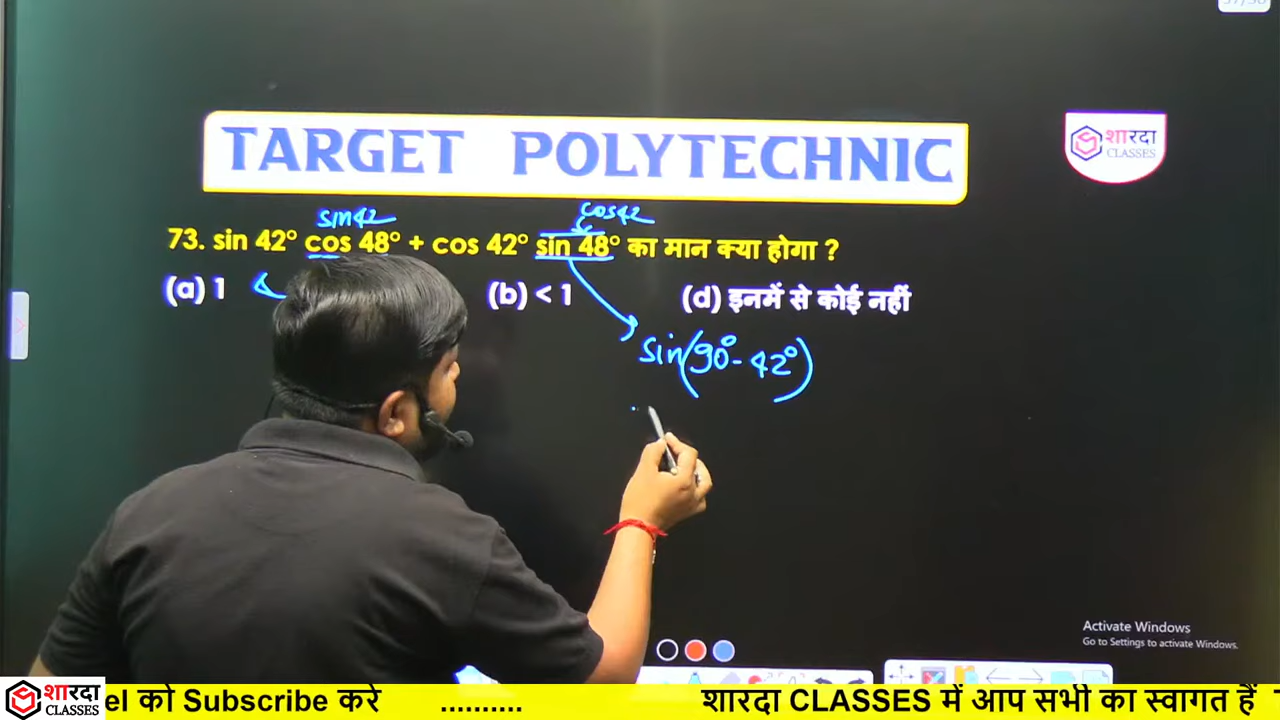 TARGET POLYTECHNIC
शारदा
CLASSES
sin42
cos42
73. sin 42° cos 48° + cos 42° sin 48° का मान क्या होगा ?
(a) 1
(b) < 1
(d) इनमें से कोई नहीं
sin(90°-42°)
Activate Windows
Go to Settings to activate Windows.
शारदा
CLASSES
el को Subscribe करे .......... शारदा CLASSES में आप सभी का स्वागत हैं